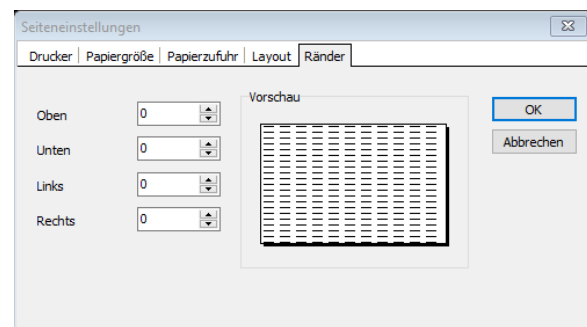 Seiteneinstellungen
Drucker Papiergröße Papierzufuhr Layout Ränder
Oben 0
Unten 0
Links 0
Rechts 0
Vorschau
OK
Abbrechen